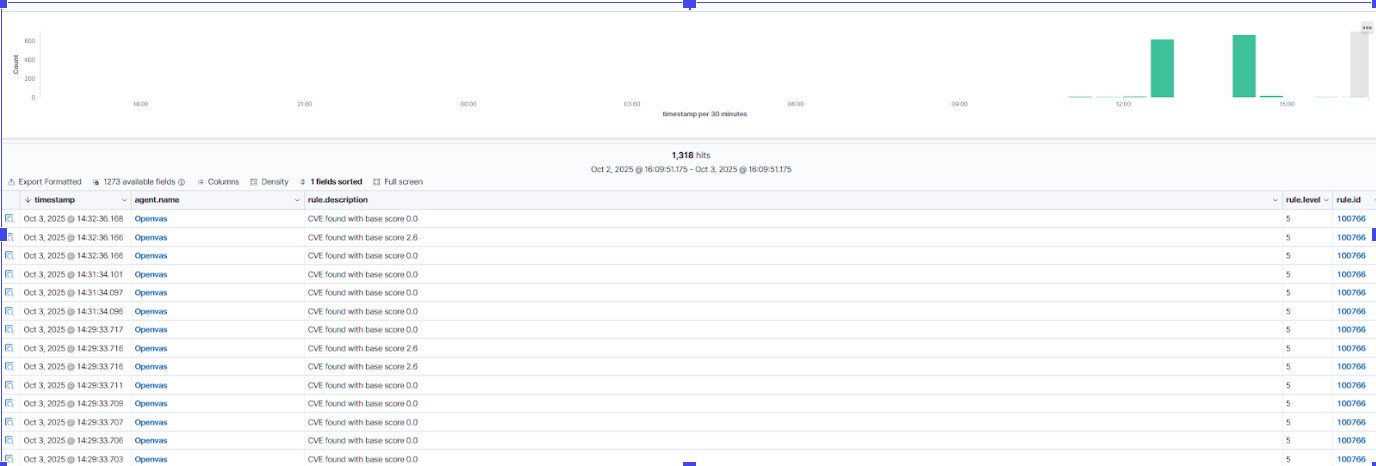 600
400
200
0
Count
18:00 21:00 00:00 03:00 06:00 09:00 12:00 15:00
timestamp per 30 minutes
1,318 hits
Oct 2, 2025 @ 16:09:51.175 - Oct 3, 2025 @ 16:09:51.175
Export Formatted 1273 available fields Columns Density 1 fields sorted Full screen
timestamp agent.name rule.description rule.level rule.id
Oct 3, 2025 @ 14:32:36.168 Openvas CVE found with base score 0.0 5 100766
Oct 3, 2025 @ 14:32:36.166 Openvas CVE found with base score 2.6 5 100766
Oct 3, 2025 @ 14:32:36.166 Openvas CVE found with base score 0.0 5 100766
Oct 3, 2025 @ 14:31:34.101 Openvas CVE found with base score 0.0 5 100766
Oct 3, 2025 @ 14:31:34.097 Openvas CVE found with base score 0.0 5 100766
Oct 3, 2025 @ 14:31:34.096 Openvas CVE found with base score 0.0 5 100766
Oct 3, 2025 @ 14:29:33.717 Openvas CVE found with base score 0.0 5 100766
Oct 3, 2025 @ 14:29:33.716 Openvas CVE found with base score 2.6 5 100766
Oct 3, 2025 @ 14:29:33.716 Openvas CVE found with base score 2.6 5 100766
Oct 3, 2025 @ 14:29:33.711 Openvas CVE found with base score 0.0 5 100766
Oct 3, 2025 @ 14:29:33.709 Openvas CVE found with base score 0.0 5 100766
Oct 3, 2025 @ 14:29:33.707 Openvas CVE found with base score 0.0 5 100766
Oct 3, 2025 @ 14:29:33.706 Openvas CVE found with base score 0.0 5 100766
Oct 3, 2025 @ 14:29:33.703 Openvas CVE found with base score 0.0 5 100766